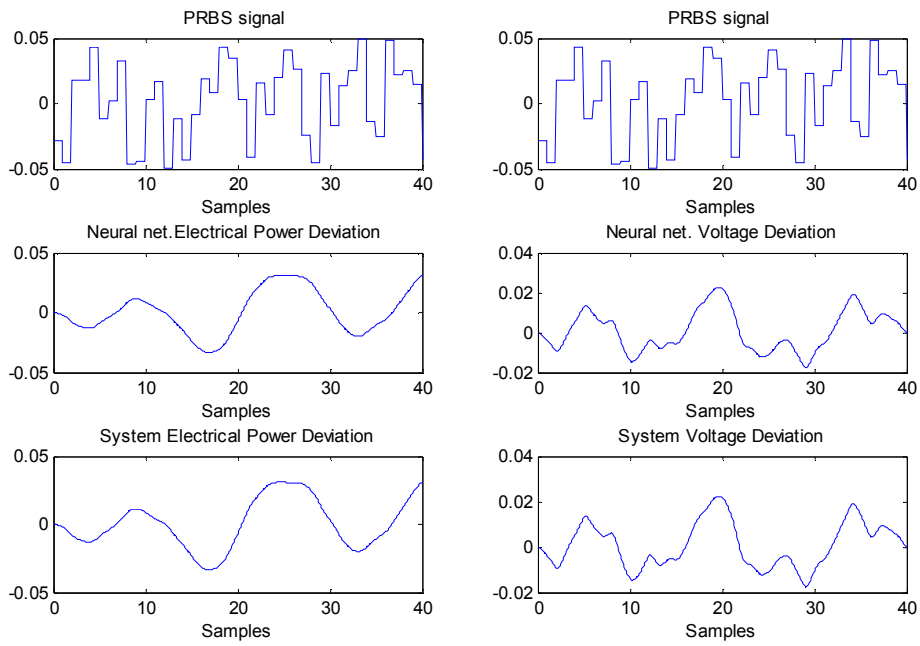 PRBS signal
0.05
0
-0.05
0 10 20 30 40
Samples
PRBS signal
0.05
0
-0.05
0 10 20 30 40
Samples
Neural net.Electrical Power Deviation
0.05
0
-0.05
0 10 20 30 40
Samples
Neural net. Voltage Deviation
0.04
0.02
0
-0.02
0 10 20 30 40
Samples
System Electrical Power Deviation
0.05
0
-0.05
0 10 20 30 40
Samples
System Voltage Deviation
0.04
0.02
0
-0.02
0 10 20 30 40
Samples